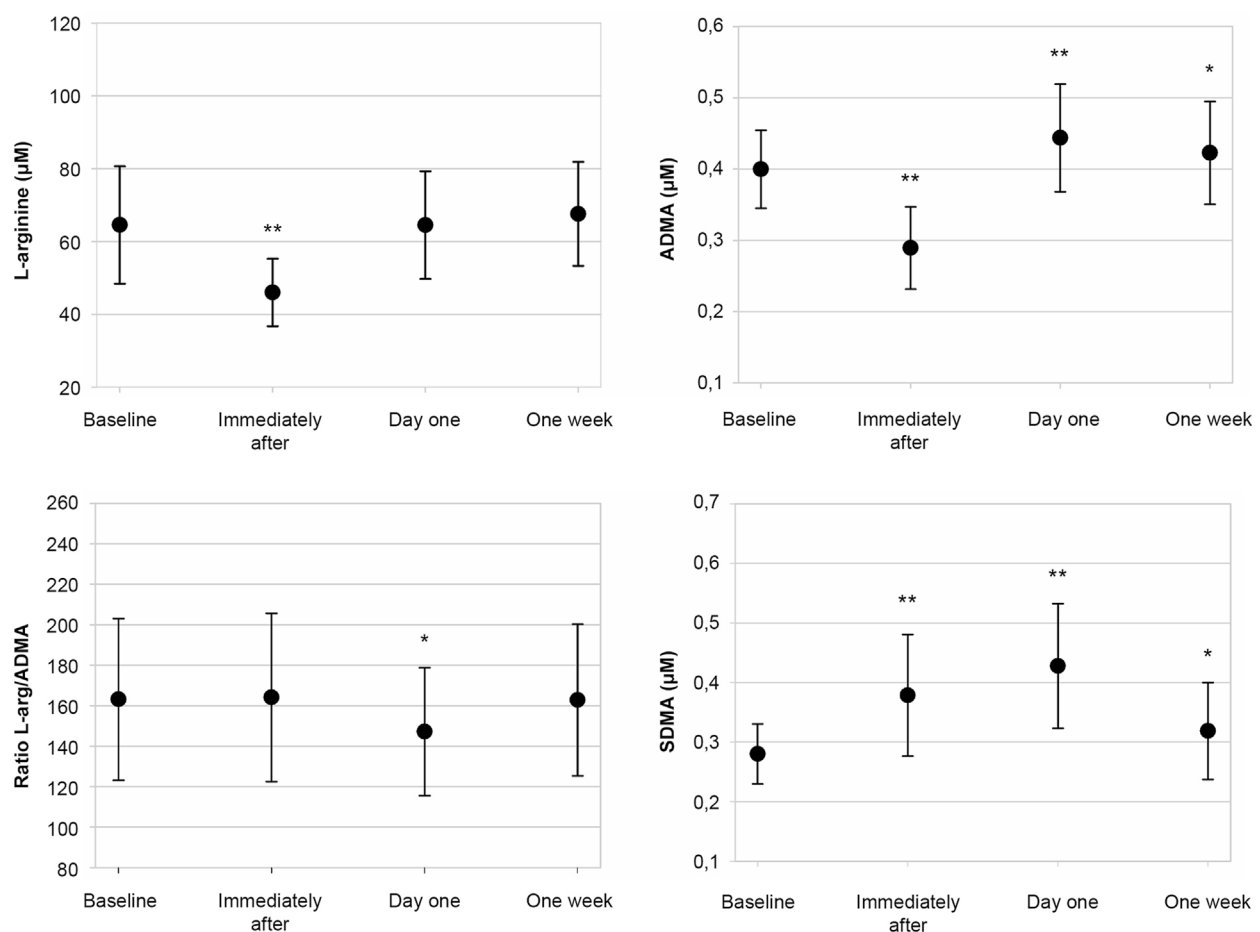 120
100
80
60
40
20
L-arginine (µM)
**
Baseline
Immediately
after
Day one
One week
0,6
0,5
0,4
0,3
0,2
0,1
ADMA (µM)
**
**
*
Baseline
Immediately
after
Day one
One week
260
240
220
200
180
160
140
120
100
80
Ratio L-arg/ADMA
*
Baseline
Immediately
after
Day one
One week
0,7
0,6
0,5
0,4
0,3
0,2
0,1
SDMA (µM)
**
**
*
Baseline
Immediately
after
Day one
One week